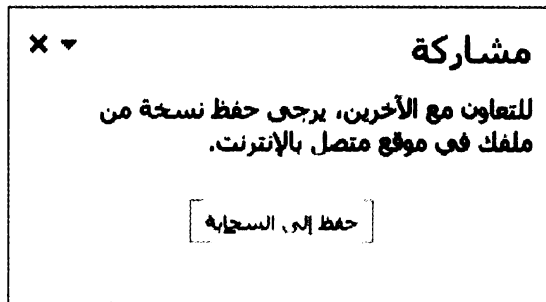 مشاركة
للتعاون مع الآخرين، يرجى حفظ نسخة من
ملفك في موقع متصل بالإنترنت.
حفظ إلى السحابة